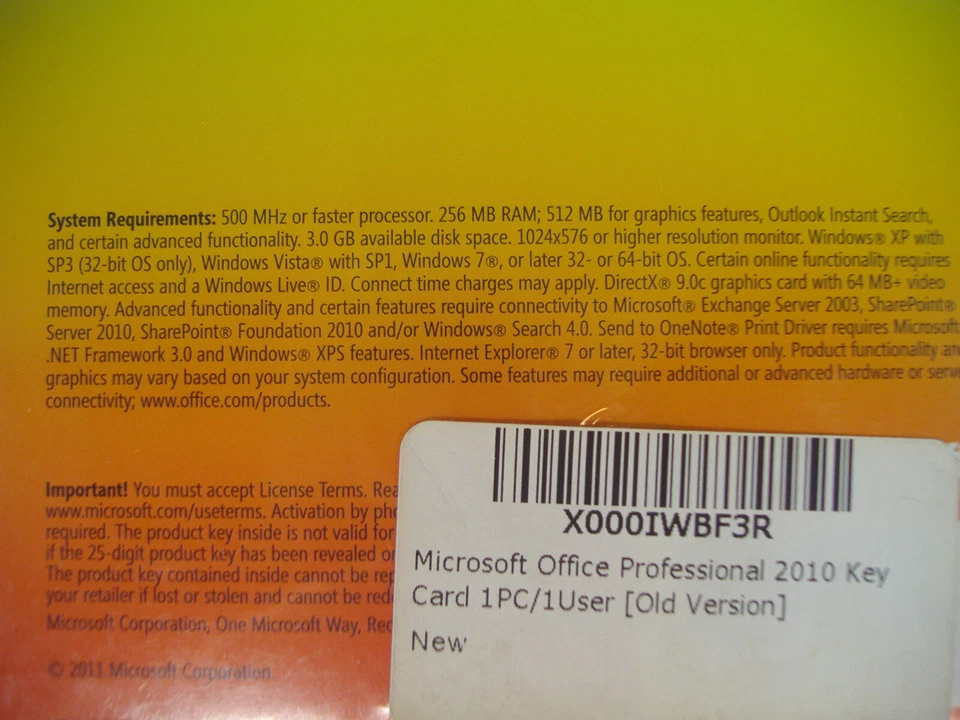 System Requirements: 500 MHz or faster processor. 256 MB RAM; 512 MB for graphics features, Outlook Instant Search,
and certain advanced functionality. 3.0 GB available disk space. 1024x576 or higher resolution monitor. Windows® XP with
SP3 (32-bit OS only), Windows Vista® with SP1, Windows 7®, or later 32- or 64-bit OS. Certain online functionality requires
Internet access and a Windows Live® ID. Connect time charges may apply. DirectX® 9.0c graphics card with 64 MB+ video
memory. Advanced functionality and certain features require connectivity to Microsoft® Exchange Server 2003, SharePoint®
Server 2010, SharePoint® Foundation 2010 and/or Windows® Search 4.0. Send to OneNote® Print Driver requires Microsoft
.NET Framework 3.0 and Windows® XPS features. Internet Explorer® 7 or later, 32-bit browser only. Product functionality an
graphics may vary based on your system configuration. Some features may require additional or advanced hardware or serve
connectivity; www.office.com/products.
Important! You must accept License Terms. Rea
www.microsoft.com/useterms. Activation by pho
required. The product key inside is not valid for
if the 25-digit product key has been revealed or
The product key contained inside cannot be rep
your retailer if lost or stolen and cannot be rede
Microsoft Corporation, One Microsoft Way, Red
© 2011 Microsoft Corporation
X000IWBF3R
Microsoft Office Professional 2010 Key
Card 1PC/1User [Old Version]
New